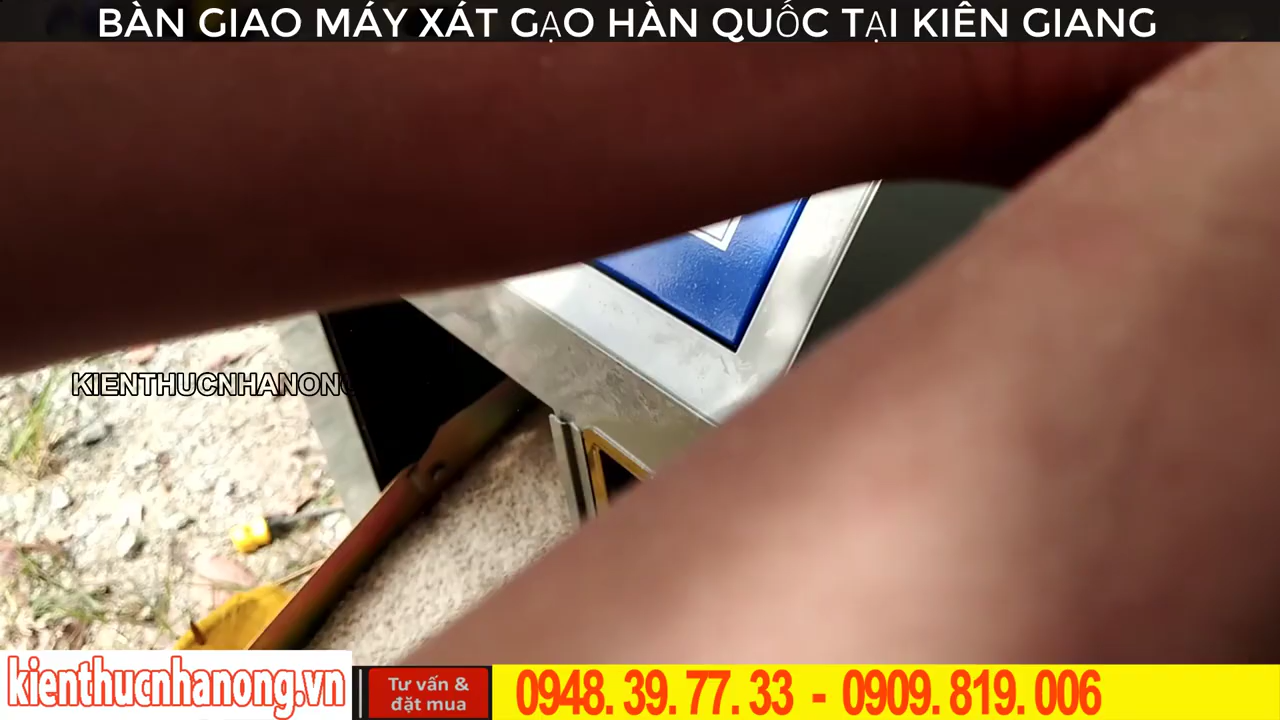 BÀN GIAO MÁY XÁT GẠO HÀN QUỐC TẠI KIÊN GIANG
KIENTHUCNHANONG
kienthucnhanong.vn
Tư vấn &
đặt mua
0948. 39. 77. 33 - 0909. 819. 006